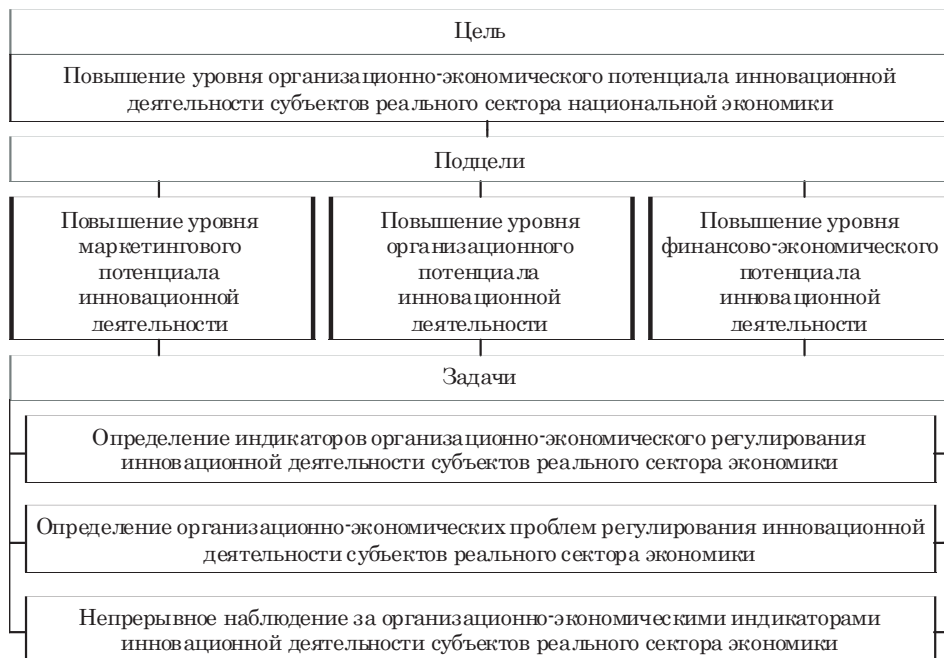 Цель
Повышение уровня организационно-экономического потенциала инновационной
деятельности субъектов реального сектора национальной экономики
Подцели
Повышение уровня
маркетингового
потенциала
инновационной
деятельности
Повышение уровня
организационного
потенциала
инновационной
деятельности
Повышение уровня
финансово-экономического
потенциала
инновационной
деятельности
Задачи
Определение индикаторов организационно-экономического регулирования
инновационной деятельности субъектов реального сектора экономики
Определение организационно-экономических проблем регулирования инновационной
деятельности субъектов реального сектора экономики
Непрерывное наблюдение за организационно-экономическими индикаторами
инновационной деятельности субъектов реального сектора экономики